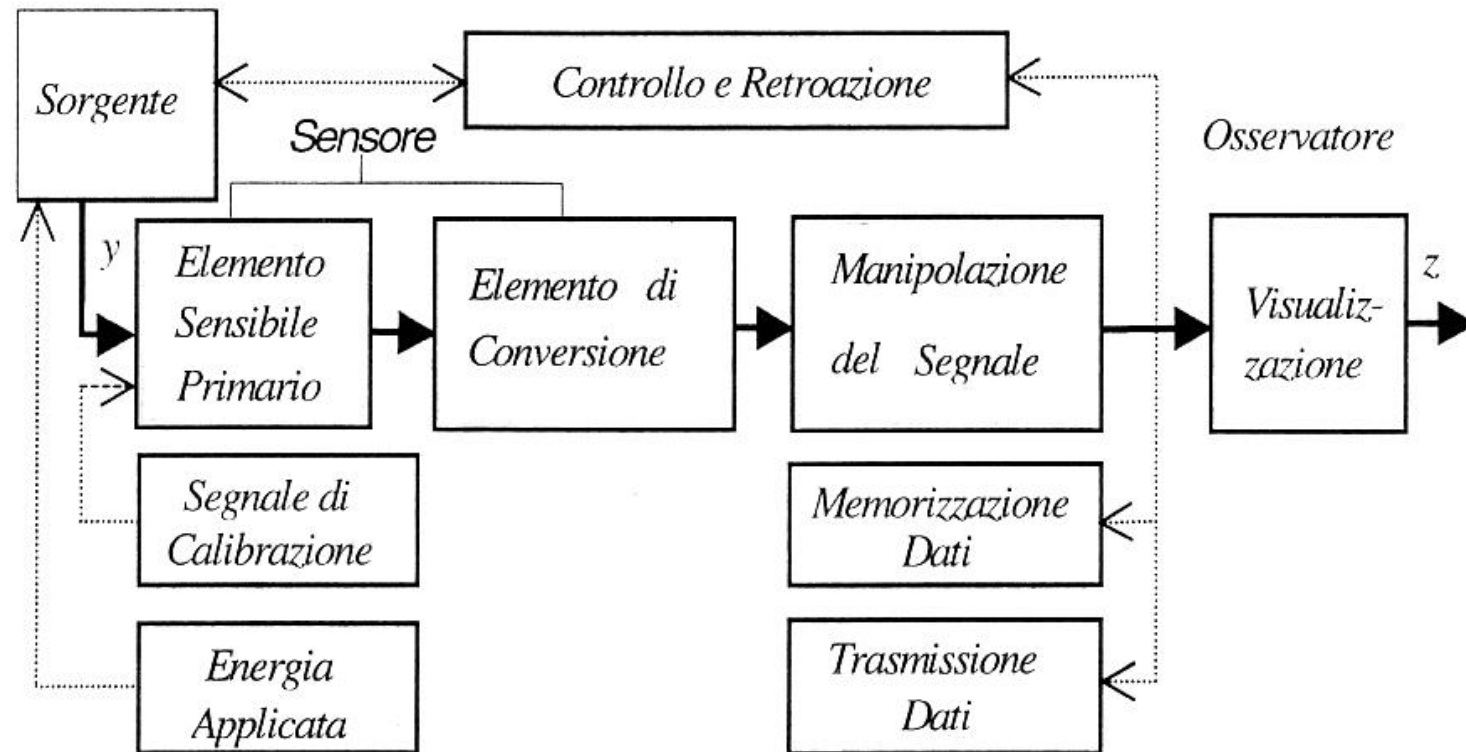 Sorgente
Controllo e Retroazione
Sensore
Osservatore
y
Elemento
Sensibile
Primario
Elemento di
Conversione
Manipolazione
del Segnale
Visualiz-
zazione
z
Segnale di
Calibrazione
Memorizzazione
Dati
Energia
Applicata
Trasmissione
Dati